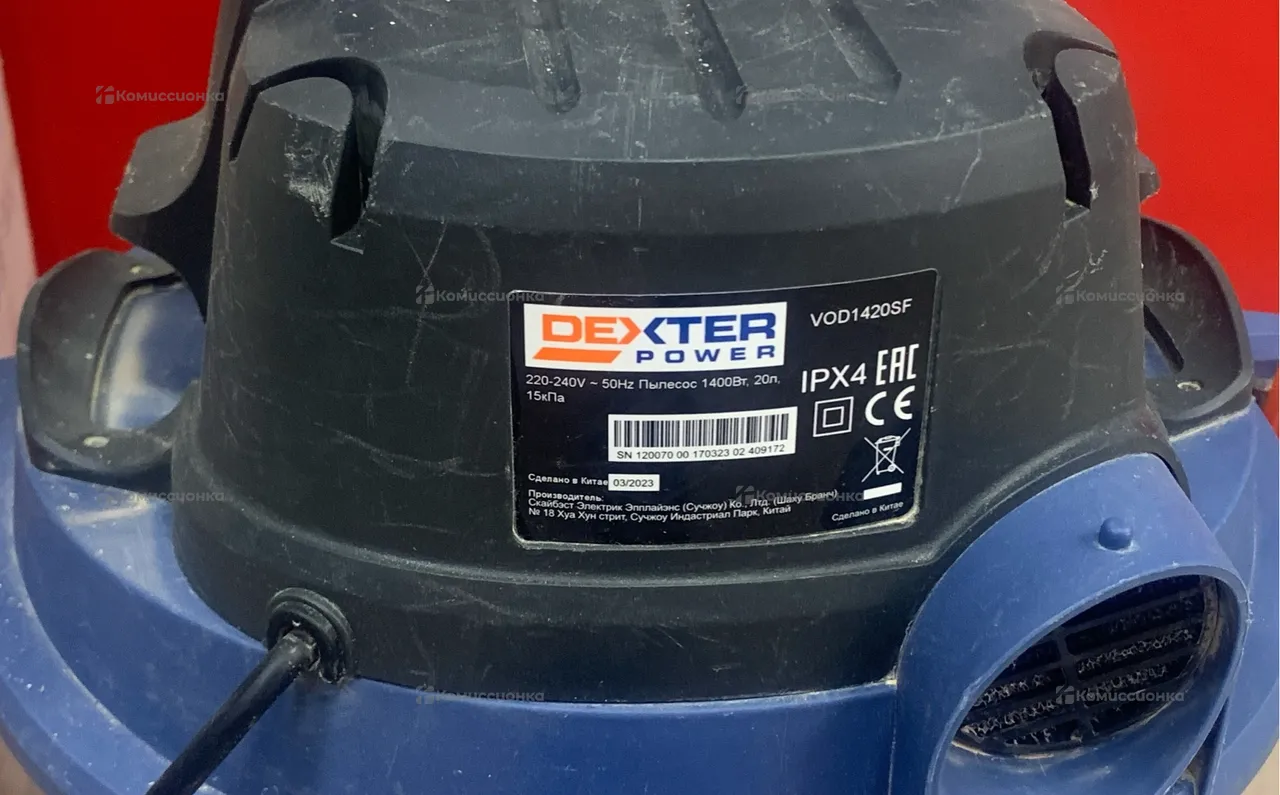 Комиссионка
DEXTER
POWER
VOD1420SF
220-240V ~ 50Hz Пылесос 1400Вт, 20л,
15кПа
IPX4 EAC
CE
SN 120070 00 170323 02 409172
Сделано в Китае 03/2023
Производитель:
Скайбэст Электрик Эпплайэнс (Сучжоу) Ко., Лтд. (Шаху Бранч)
№ 18 Хуа Хун стрит, Сучжоу Индастриал Парк, Китай
Сделано в Китае
Комиссионка
Комиссионка
Комиссионка
Комиссионка
Комиссионка